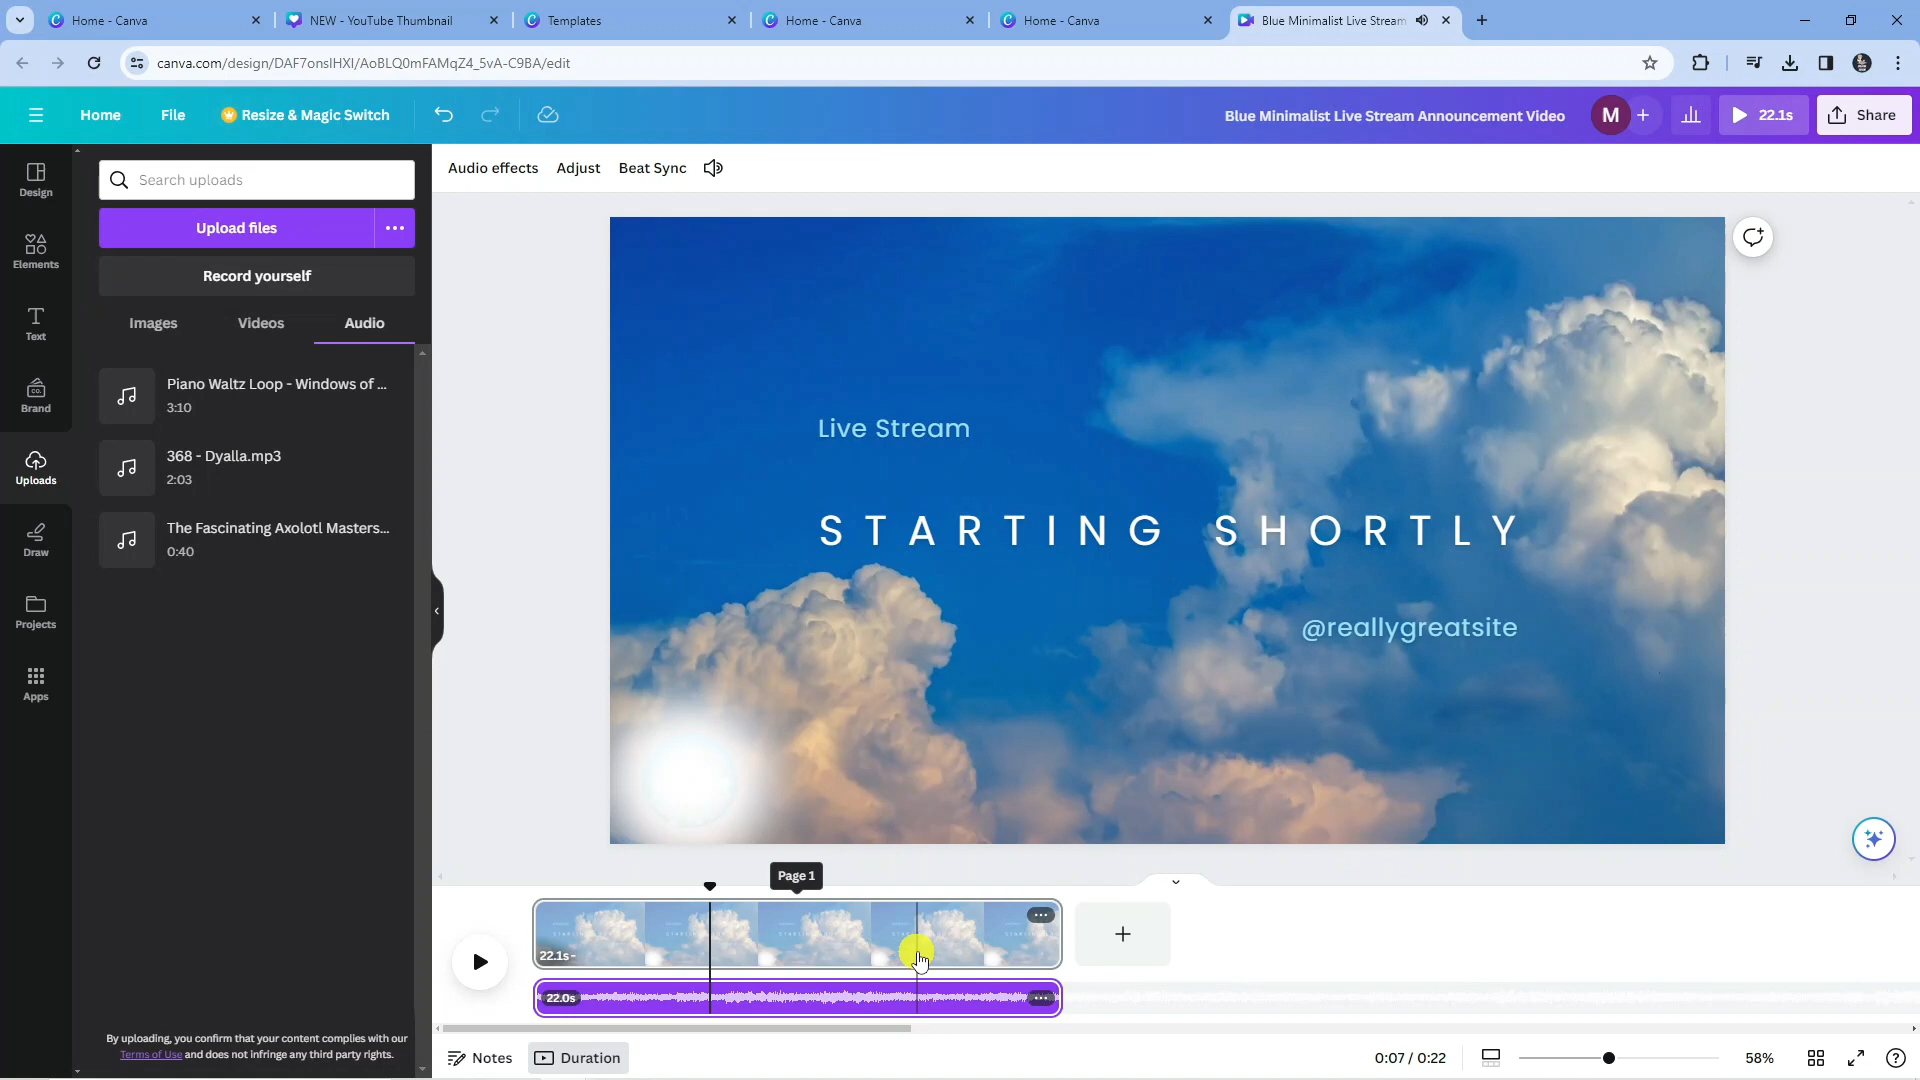 Home - Canva
NEW - YouTube Thumbnail
Templates
Home - Canva
Home - Canva
Blue Minimalist Live Stream
canva.com/design/DAF7onslHXI/AoBLQ0mFAMqZ4_5vA-C9BA/edit
Home
File
Resize & Magic Switch
Blue Minimalist Live Stream Announcement Video
M
22.1s
Share
Design
Elements
Text
Brand
Uploads
Draw
Projects
Apps
Search uploads
Upload files
Record yourself
Images
Videos
Audio
Piano Waltz Loop - Windows of ...
3:10
368 - Dyalla.mp3
2:03
The Fascinating Axolotl Masters...
0:40
By uploading, you confirm that your content complies with our
Terms of Use and does not infringe any third party rights.
Audio effects
Adjust
Beat Sync
Live Stream
STARTING SHORTLY
@reallygreatsite
Page 1
22.1s
22.0s
Notes
Duration
0:07 / 0:22
58%